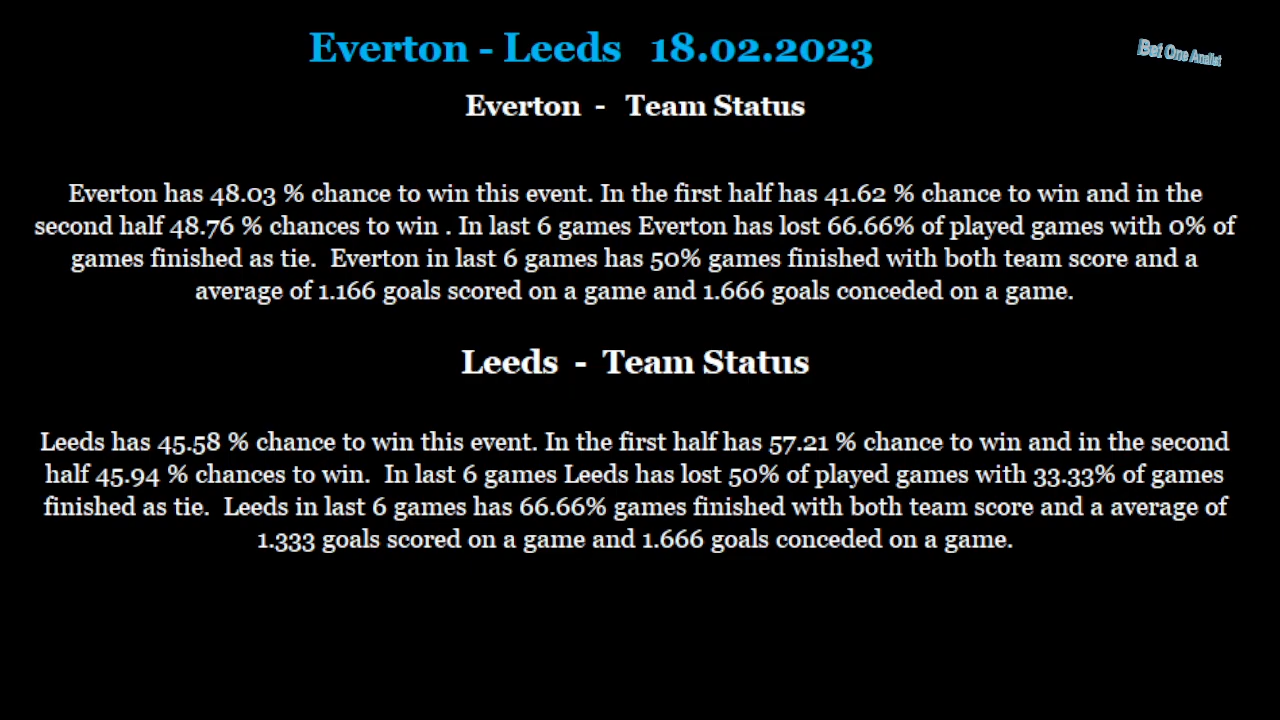 Everton - Leeds 18.02.2023
Bet One Analist
Everton - Team Status
Everton has 48.03 % chance to win this event. In the first half has 41.62 % chance to win and in the
second half 48.76 % chances to win . In last 6 games Everton has lost 66.66% of played games with 0% of
games finished as tie. Everton in last 6 games has 50% games finished with both team score and a
average of 1.166 goals scored on a game and 1.666 goals conceded on a game.
Leeds - Team Status
Leeds has 45.58 % chance to win this event. In the first half has 57.21 % chance to win and in the second
half 45.94 % chances to win. In last 6 games Leeds has lost 50% of played games with 33.33% of games
finished as tie. Leeds in last 6 games has 66.66% games finished with both team score and a average of
1.333 goals scored on a game and 1.666 goals conceded on a game.